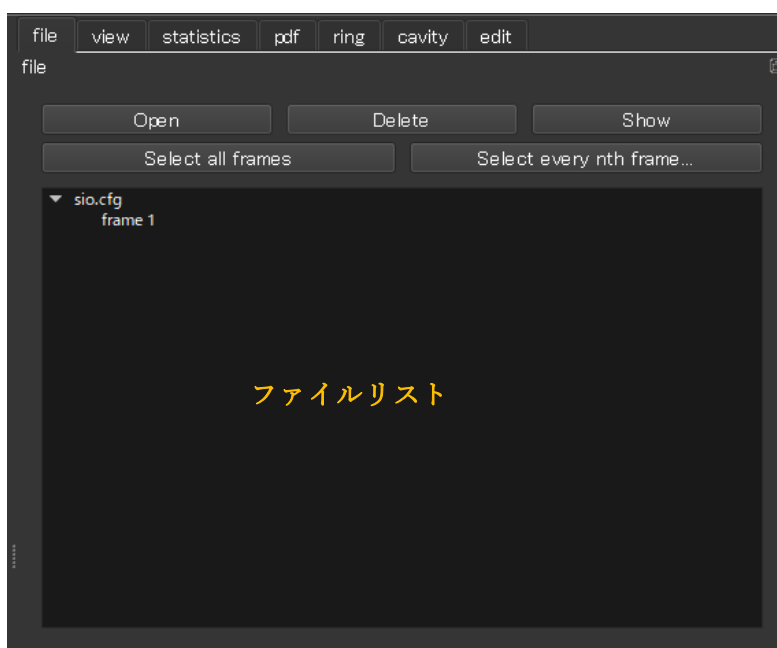 file view statistics pdf ring cavity edit
file
Open Delete Show
Select all frames Select every nth frame...
sio.cfg
frame 1
ファイルリスト